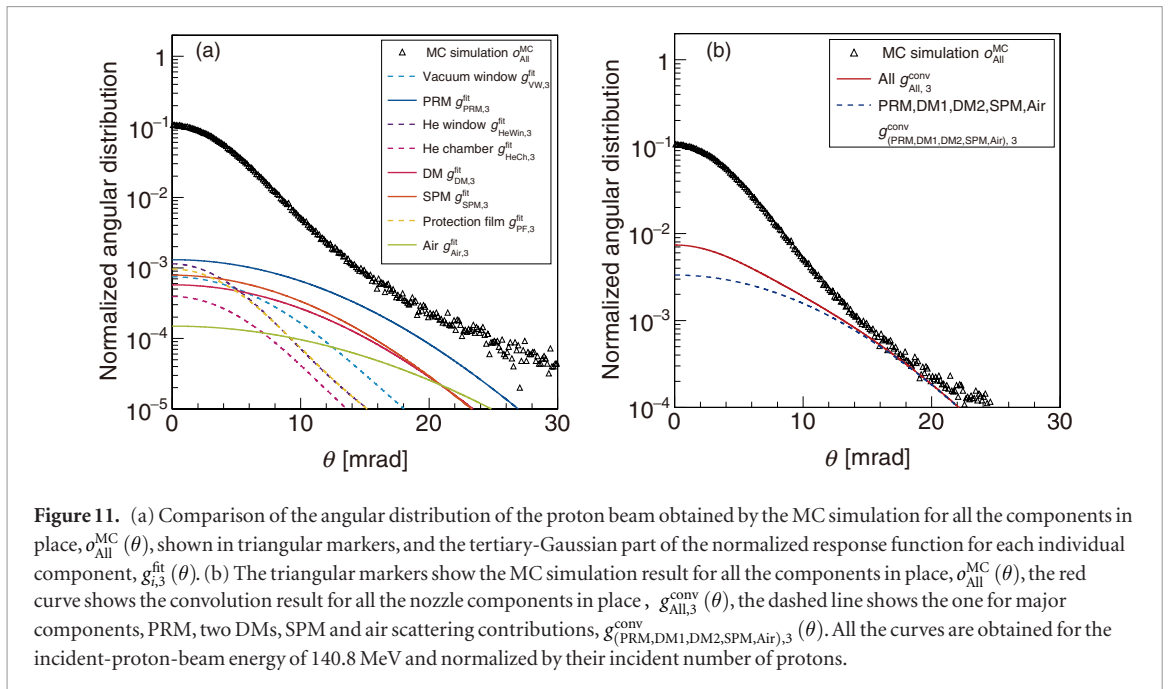 (a)
Normalized angular distribution
1
10⁻¹
10⁻²
10⁻³
10⁻⁴
10⁻⁵
0 10 20 30
θ [mrad]
MC simulation o_All^MC
Vacuum window g_VW,3^fit
PRM g_PRM,3^fit
He window g_HeWin,3^fit
He chamber g_HeCh,3^fit
DM g_DM,3^fit
SPM g_SPM,3^fit
Protection film g_PF,3^fit
Air g_Air,3^fit
(b)
Normalized angular distribution
1
10⁻¹
10⁻²
10⁻³
10⁻⁴
0 10 20 30
θ [mrad]
MC simulation o_All^MC
All g_All, 3^conv
PRM,DM1,DM2,SPM,Air
g_(PRM,DM1,DM2,SPM,Air), 3^conv
Figure 11. (a) Comparison of the angular distribution of the proton beam obtained by the MC simulation for all the components in
place, o_All^MC (θ), shown in triangular markers, and the tertiary-Gaussian part of the normalized response function for each individual
component, g_i,3^fit (θ). (b) The triangular markers show the MC simulation result for all the components in place, o_All^MC (θ), the red
curve shows the convolution result for all the nozzle components in place , g_All,3^conv (θ), the dashed line shows the one for major
components, PRM, two DMs, SPM and air scattering contributions, g_(PRM,DM1,DM2,SPM,Air),3^conv (θ). All the curves are obtained for the
incident-proton-beam energy of 140.8 MeV and normalized by their incident number of protons.